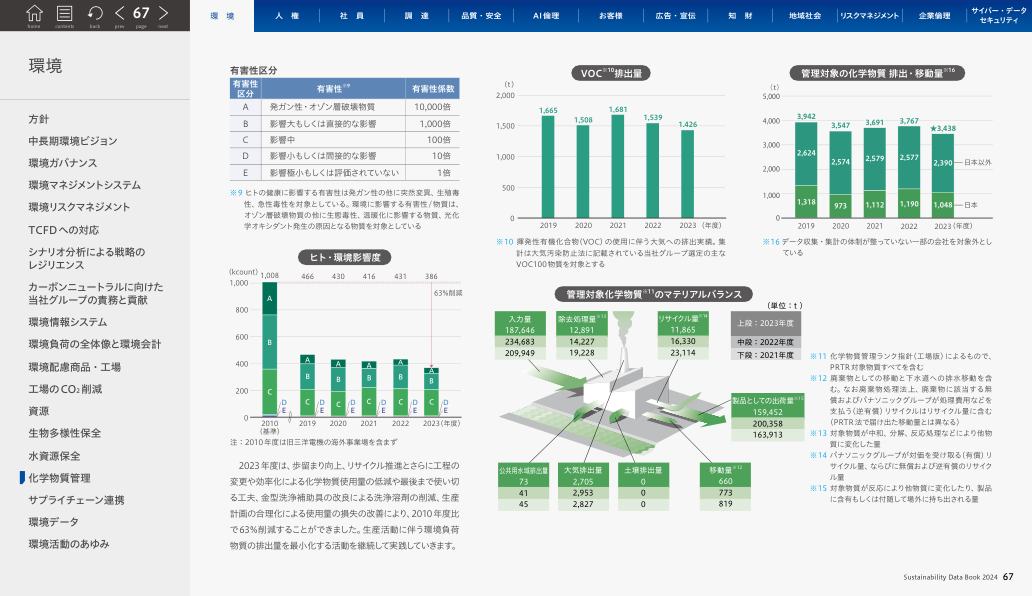 home
contents
back
prev
67
page
next
環 境
人 権
社 員
調 達
品質・安全
AI倫理
お客様
広告・宣伝
知 財
地域社会
リスクマネジメント
企業倫理
サイバー・データ
セキュリティ
環境
方針
中長期環境ビジョン
環境ガバナンス
環境マネジメントシステム
環境リスクマネジメント
TCFDへの対応
シナリオ分析による戦略の
レジリエンス
カーボンニュートラルに向けた
当社グループの責務と貢献
環境情報システム
環境負荷の全体像と環境会計
環境配慮商品・工場
工場のCO₂削減
資源
生物多様性保全
水資源保全
化学物質管理
サプライチェーン連携
環境データ
環境活動のあゆみ
有害性区分
有害性
区分
有害性※9
有害性係数
A 発ガン性・オゾン層破壊物質 10,000倍
B 影響大もしくは直接的な影響 1,000倍
C 影響中 100倍
D 影響小もしくは間接的な影響 10倍
E 影響極小もしくは評価されていない 1倍
※9 ヒトの健康に影響する有害性は発ガン性の他に突然変異、生殖毒
性、急性毒性を対象としている。環境に影響する有害性/物質は、
オゾン層破壊物質の他に生態毒性、温暖化に影響する物質、光化
学オキシダント発生の原因となる物質を対象としている
ヒト・環境影響度
(kcount)
1,008 466 430 416 431 386
1,000
63%削減
800
600
400
200
0
A
B
C
D
E
A
B
C
D
E
A
B
C
D
E
A
B
C
D
E
A
B
C
D
E
A
B
C
D
E
2010 2019 2020 2021 2022 2023(年度)
(基準)
注：2010年度は旧三洋電機の海外事業場を含まず
2023年度は、歩留まり向上、リサイクル推進とさらに工程の
変更や効率化による化学物質使用量の低減や最後まで使い切
る工夫、金型洗浄補助具の改良による洗浄溶剤の削減、生産
計画の合理化による使用量の損失の改善により、2010年度比
で63%削減することができました。生産活動に伴う環境負荷
物質の排出量を最小化する活動を継続して実践していきます。
VOC※10排出量
(t)
2,000
1,500
1,000
500
0
1,665
1,508
1,681
1,539
1,426
2019 2020 2021 2022 2023 (年度)
※10 揮発性有機化合物(VOC)の使用に伴う大気への排出実績。集
計は大気汚染防止法に記載されている当社グループ選定の主な
VOC100物質を対象とする
管理対象の化学物質 排出・移動量※16
(t)
5,000
4,000
3,000
2,000
1,000
0
3,942
3,547
3,691
3,767
★3,438
2,624
2,574
2,579
2,577
2,390
日本以外
1,318
973
1,112
1,190
1,048
日本
2019 2020 2021 2022 2023(年度)
※16 データ収集・集計の体制が整っていない一部の会社を対象外とし
ている
管理対象化学物質※11のマテリアルバランス
(単位：t)
入力量
187,646
234,683
209,949
除去処理量※13
12,891
14,227
19,228
リサイクル量※14
11,865
16,330
23,114
上段：2023年度
中段：2022年度
下段：2021年度
製品としての出荷量※15
159,452
200,358
163,913
公共用水域排出量
73
41
45
大気排出量
2,705
2,953
2,827
土壌排出量
0
0
0
移動量※12
660
773
819
※11 化学物質管理ランク指針(工場版)によるもので、
PRTR対象物質すべてを含む
※12 廃棄物としての移動と下水道への排水移動を含
む。なお廃棄物処理法上、廃棄物に該当する無
償およびパナソニックグループが処理費用などを
支払う(逆有償)リサイクルはリサイクル量に含む
(PRTR法で届け出た移動量とは異なる)
※13 対象物質が中和、分解、反応処理などにより他物
質に変化した量
※14 パナソニックグループが対価を受け取る(有償)リ
サイクル量、ならびに無償および逆有償のリサイク
ル量
※15 対象物質が反応により他物質に変化したり、製品
に含有もしくは付随して場外に持ち出される量
Sustainability Data Book 2024 67